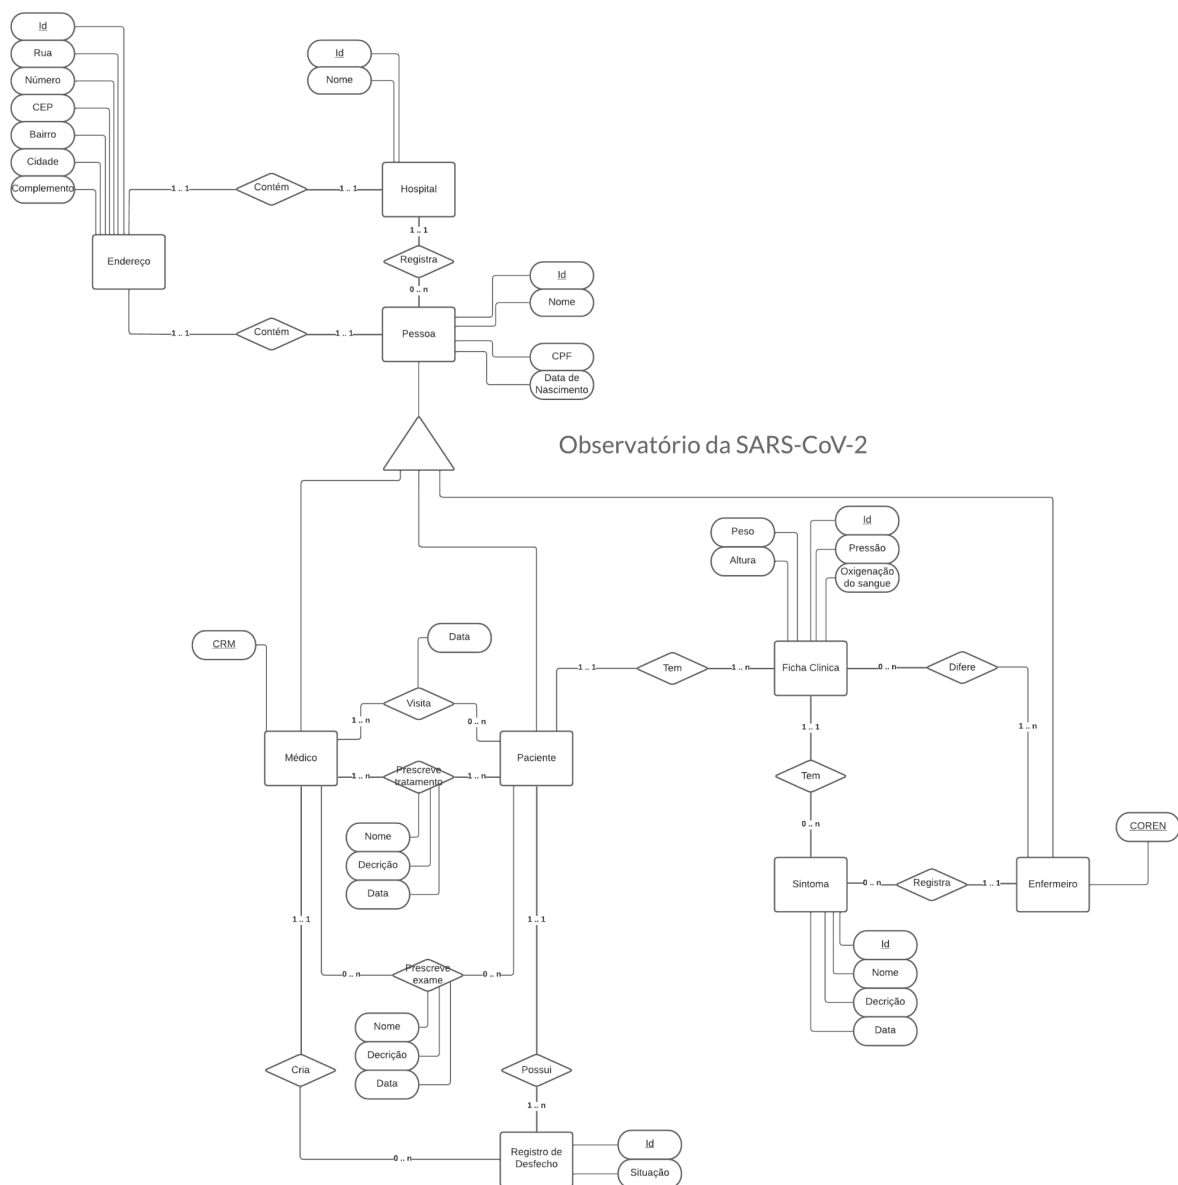 Id
Rua
Número
CEP
Bairro
Cidade
Complemento
Id
Nome
1 .. 1
Contém
1 .. 1
Hospital
Endereço
1 .. 1
Registra
0 .. n
Id
Nome
1 .. 1
Contém
1 .. 1
Pessoa
CPF
Data de
Nascimento
Observatório da SARS-CoV-2
Peso
Altura
Id
Pressão
Oxigenação
do sangue
CRM
Data
1 .. 1
Tem
1 .. n
Ficha Clinica
0 .. n
Difere
1 .. n
Visita
1 .. n
0 .. n
Médico
Paciente
1 .. n
Prescreve
tratamento
1 .. n
Nome
Decrição
Data
1 .. 1
Tem
0 .. n
COREN
Sintoma
0 .. n
Registra
1 .. 1
Enfermeiro
Id
Nome
Decrição
Data
1 .. 1
1 .. 1
0 .. n
Prescreve
exame
0 .. n
Nome
Decrição
Data
Cria
Possui
1 .. n
0 .. n
Registro de
Desfecho
Id
Situação